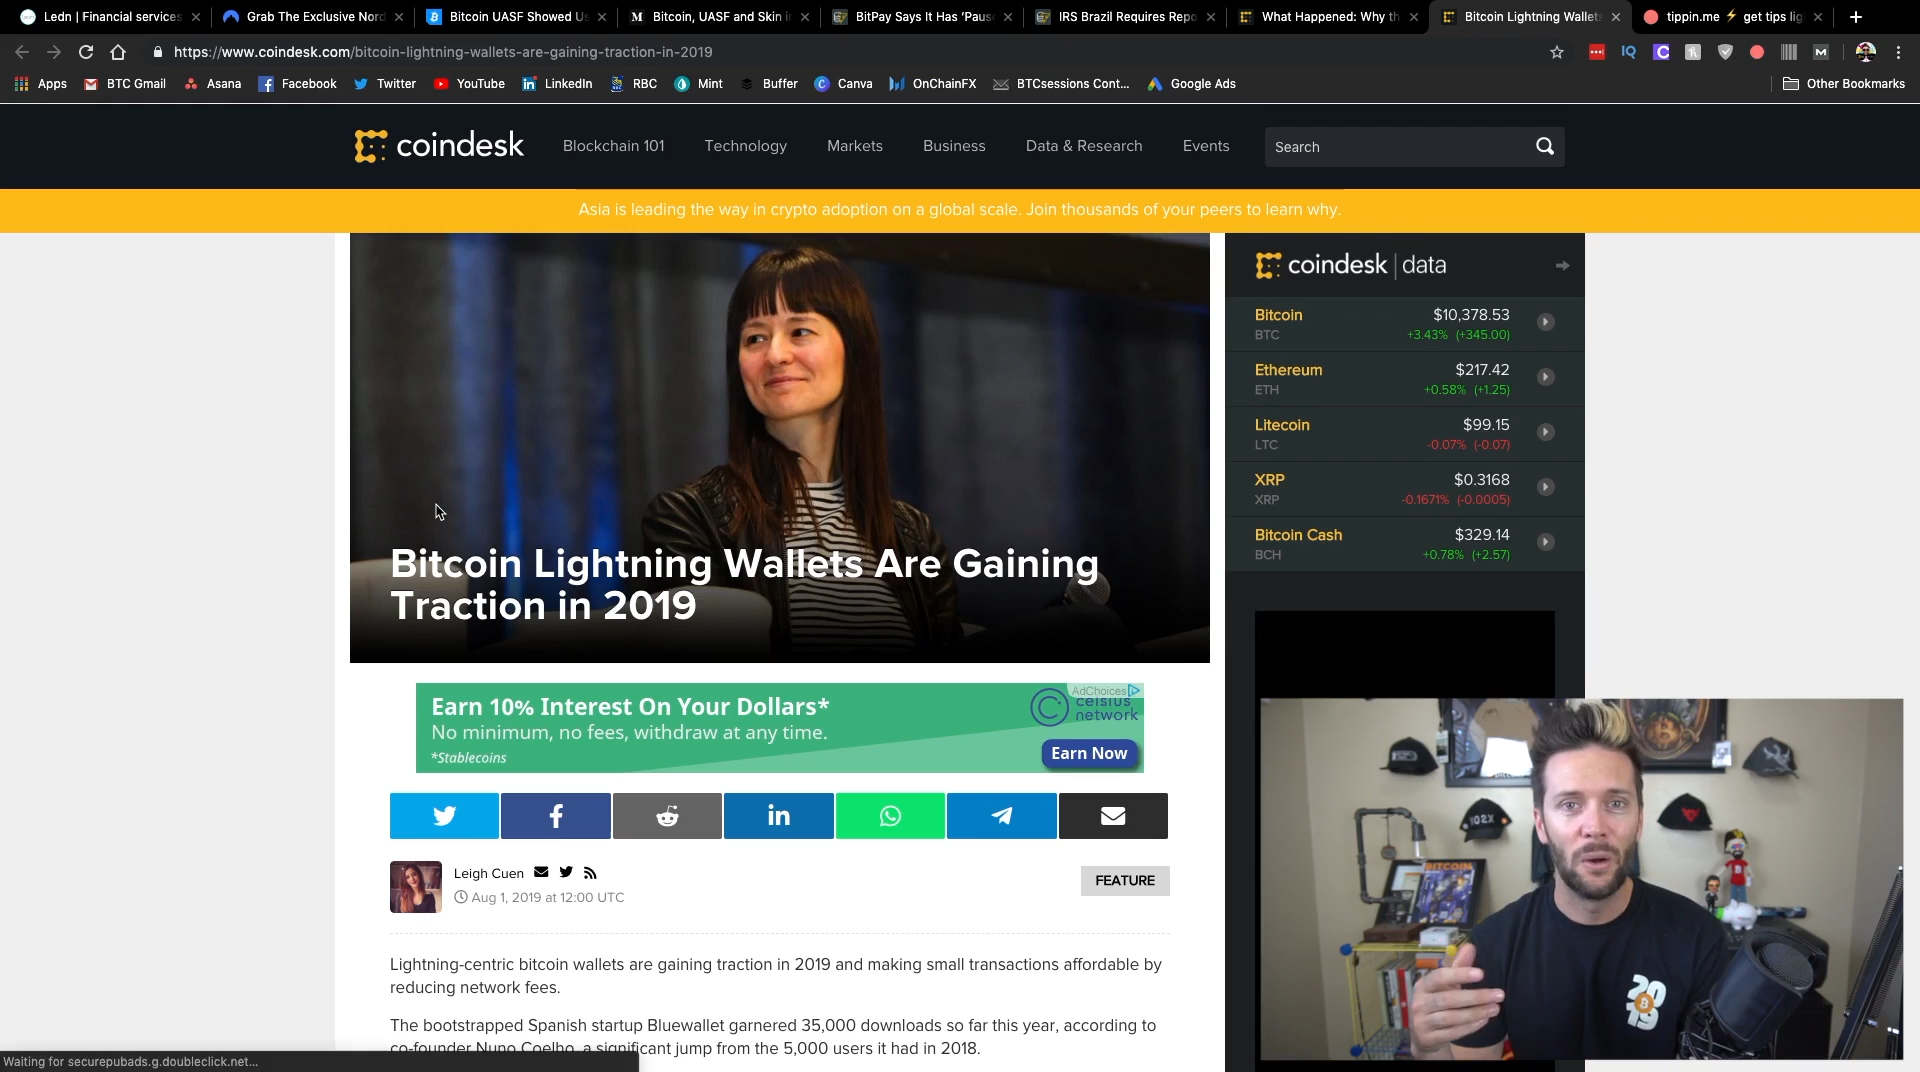 Ledn | Financial services
Grab The Exclusive Nord
Bitcoin UASF Showed Us
Bitcoin, UASF and Skin i
BitPay Says It Has ‘Paus
IRS Brazil Requires Repo
What Happened: Why th
Bitcoin Lightning Wallets
tippin.me ⚡ get tips lig
https://www.coindesk.com/bitcoin-lightning-wallets-are-gaining-traction-in-2019
Apps
BTC Gmail
Asana
Facebook
Twitter
YouTube
LinkedIn
RBC
Mint
Buffer
Canva
OnChainFX
BTCsessions Cont...
Google Ads
Other Bookmarks
coindesk
Blockchain 101
Technology
Markets
Business
Data & Research
Events
Search
Asia is leading the way in crypto adoption on a global scale. Join thousands of your peers to learn why.
Bitcoin Lightning Wallets Are Gaining
Traction in 2019
Earn 10% Interest On Your Dollars*
No minimum, no fees, withdraw at any time.
*Stablecoins
AdChoices
celsius
network
Earn Now
Leigh Cuen
Aug 1, 2019 at 12:00 UTC
FEATURE
Lightning-centric bitcoin wallets are gaining traction in 2019 and making small transactions affordable by
reducing network fees.
The bootstrapped Spanish startup Bluewallet garnered 35,000 downloads so far this year, according to
co-founder Nuno Coelho, a significant jump from the 5,000 users it had in 2018.
coindesk | data
Bitcoin $10,378.53
BTC +3.43% (+345.00)
Ethereum $217.42
ETH +0.58% (+1.25)
Litecoin $99.15
LTC -0.07% (-0.07)
XRP $0.3168
XRP -0.1671% (-0.0005)
Bitcoin Cash $329.14
BCH +0.78% (+2.57)
BITCOIN
20
19
Waiting for securepubads.g.doubleclick.net...